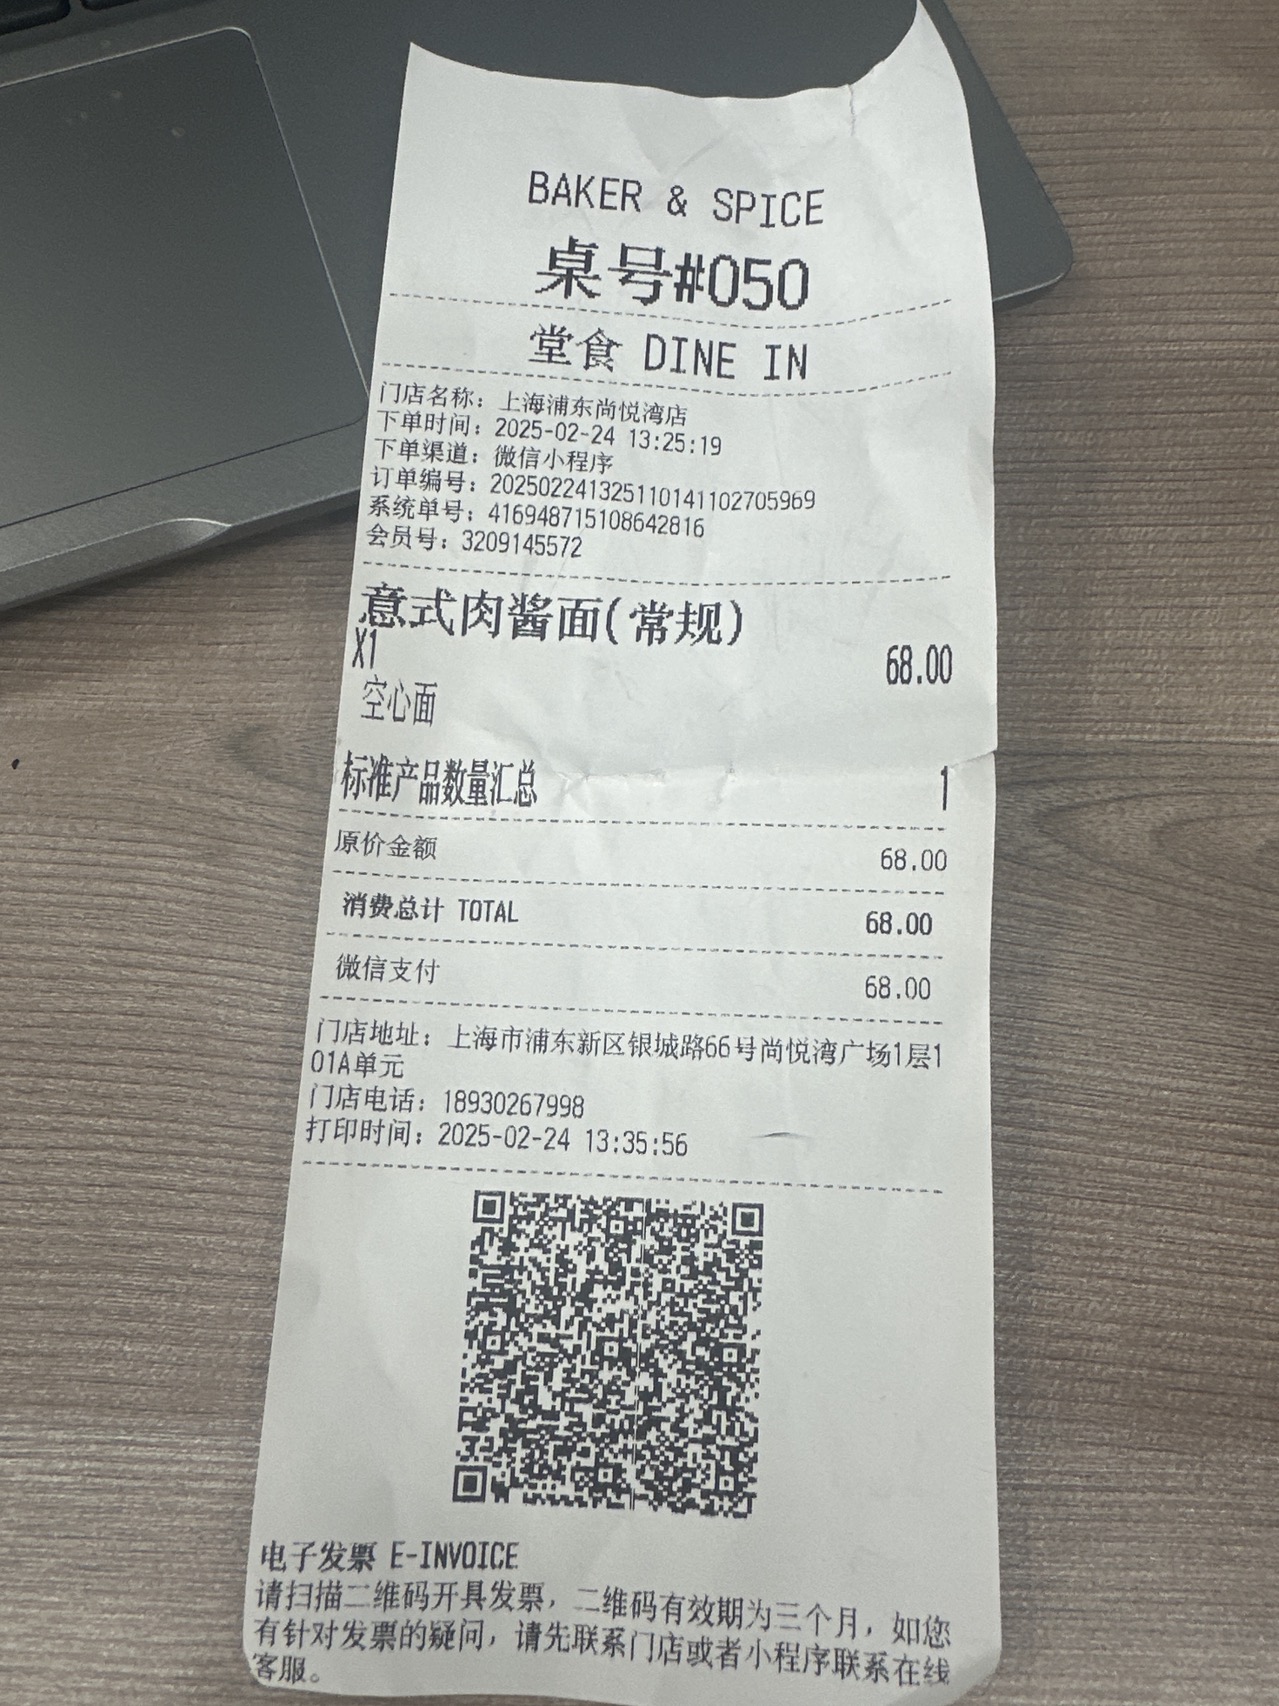 BAKER & SPICE
桌号#050
堂食 DINE IN
门店名称：上海浦东尚悦湾店
下单时间：2025-02-24 13:25:19
下单渠道：微信小程序
订单编号：202502241325110141102705969
系统单号：416948715108642816
会员号：3209145572
意式肉酱面(常规)
X1 68.00
空心面
标准产品数量汇总 1
原价金额 68.00
消费总计 TOTAL 68.00
微信支付 68.00
门店地址：上海市浦东新区银城路66号尚悦湾广场1层1
01A单元
门店电话：18930267998
打印时间：2025-02-24 13:35:56
电子发票 E-INVOICE
请扫描二维码开具发票，二维码有效期为三个月，如您
有针对发票的疑问，请先联系门店或者小程序联系在线
客服。